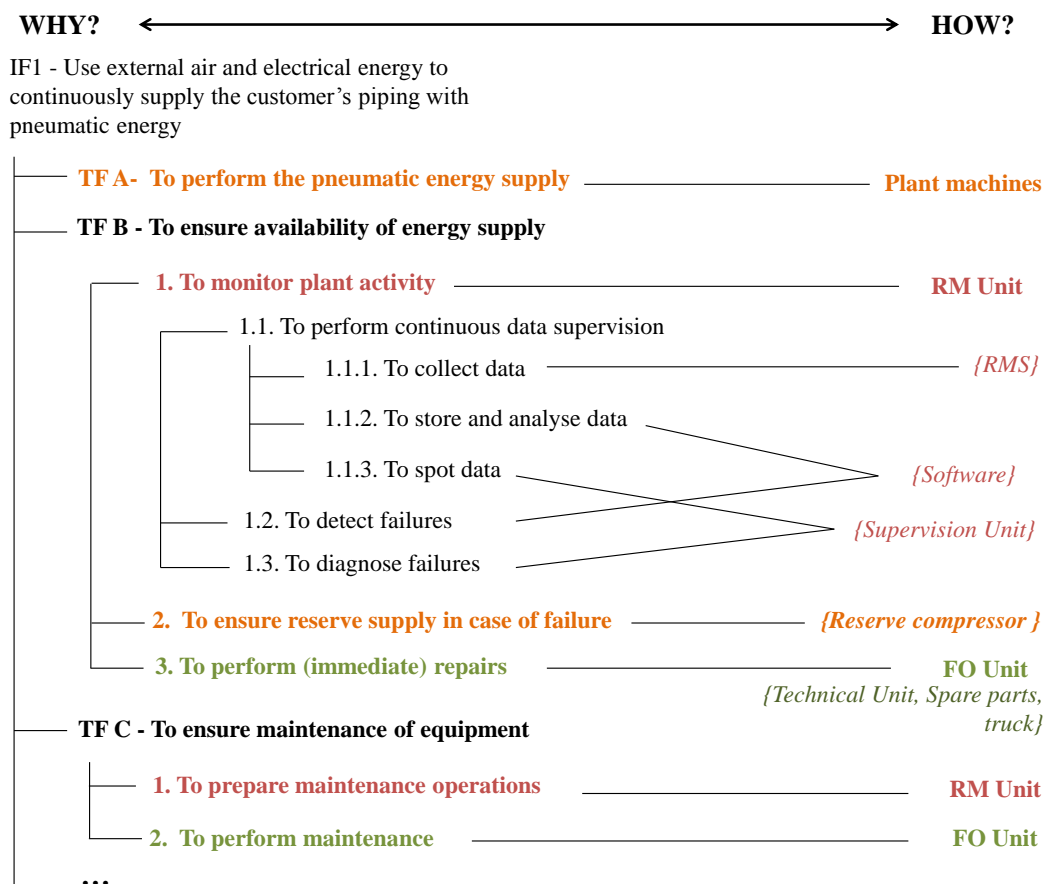 WHY? HOW?
IF1 - Use external air and electrical energy to
continuously supply the customer's piping with
pneumatic energy
TF A- To perform the pneumatic energy supply Plant machines
TF B - To ensure availability of energy supply
1. To monitor plant activity RM Unit
1.1. To perform continuous data supervision
1.1.1. To collect data {RMS}
1.1.2. To store and analyse data
1.1.3. To spot data {Software}
1.2. To detect failures {Supervision Unit}
1.3. To diagnose failures
2. To ensure reserve supply in case of failure {Reserve compressor }
3. To perform (immediate) repairs FO Unit
{Technical Unit, Spare parts,
truck}
TF C - To ensure maintenance of equipment
1. To prepare maintenance operations RM Unit
2. To perform maintenance FO Unit
...